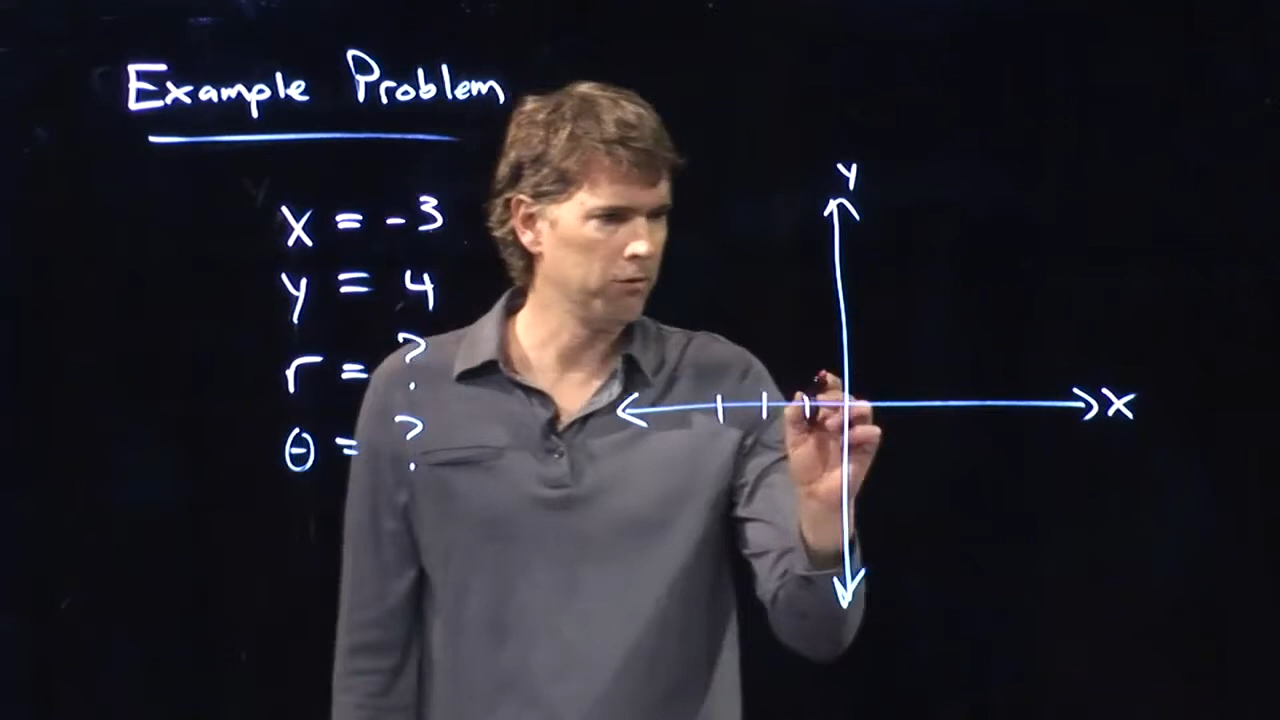 Example Problem
x = -3
y = 4
r = ?
θ = ?
Y
X